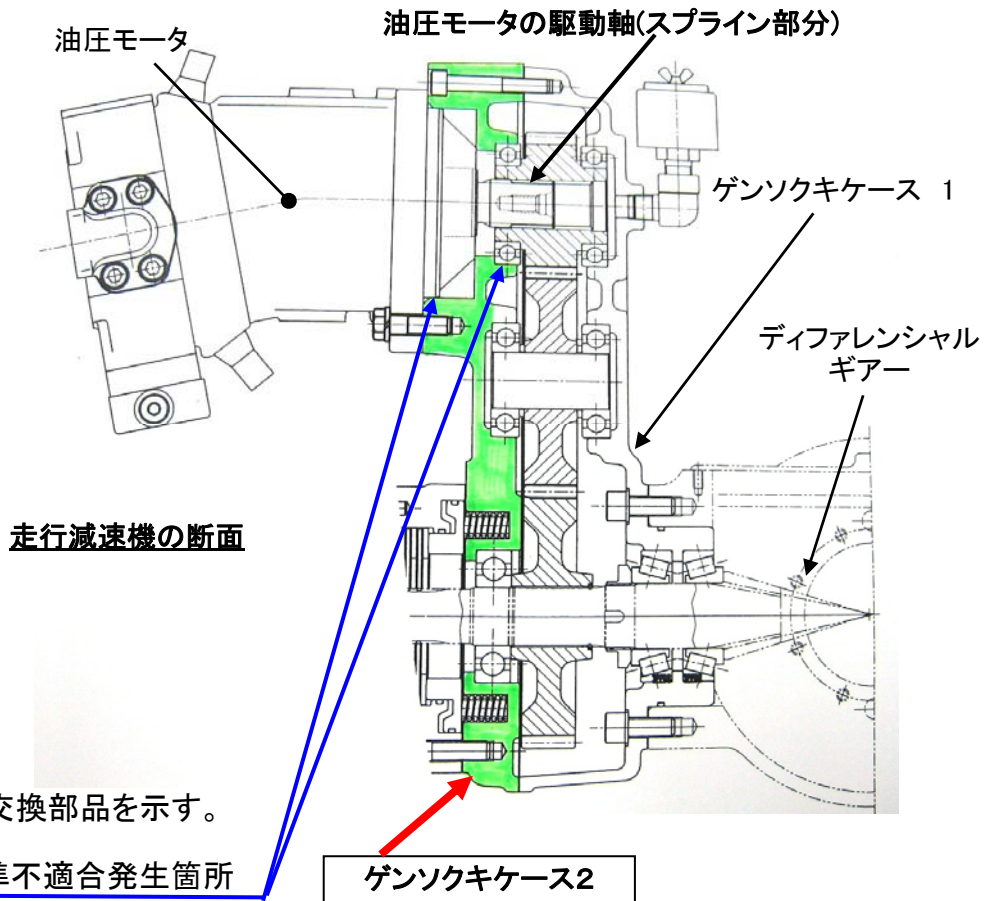 油圧モータの駆動軸(スプライン部分)
油圧モータ
ゲンソクキケース 1
ディファレンシャル
ギアー
走行減速機の断面
交換部品を示す。
不適合発生箇所
ゲンソクキケース2